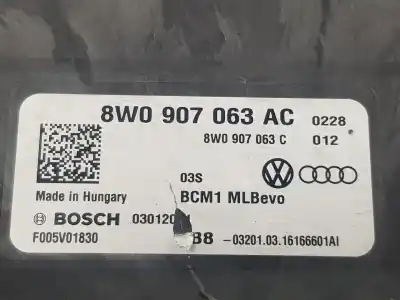 8W0 907 063 AC 0228
8W0 907 063 C 012
03S
Made in Hungary BCM1 MLBevo
BOSCH
F005V01830 -03201.03.16166601AI